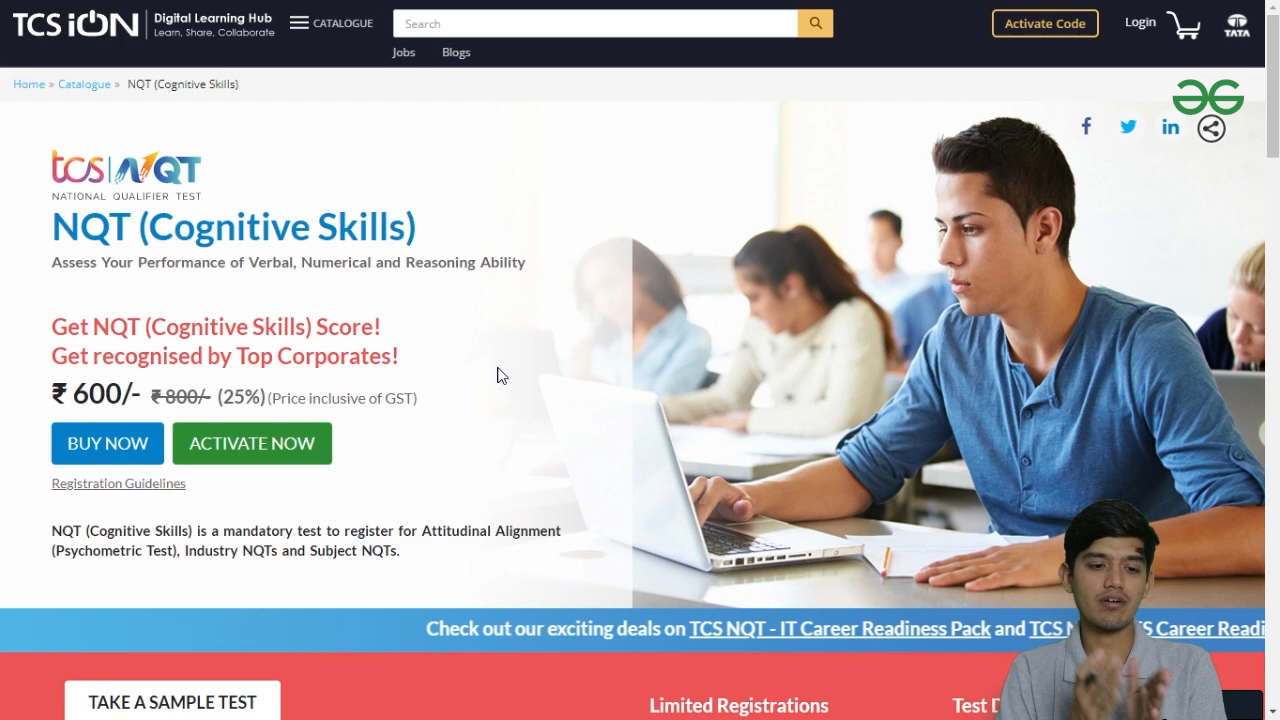 TCS iON
Digital Learning Hub
Learn, Share, Collaborate
CATALOGUE
Search
Activate Code
Login
TATA
Jobs
Blogs
Home » Catalogue » NQT (Cognitive Skills)
tcs NQT
NATIONAL QUALIFIER TEST
NQT (Cognitive Skills)
Assess Your Performance of Verbal, Numerical and Reasoning Ability
Get NQT (Cognitive Skills) Score!
Get recognised by Top Corporates!
₹ 600/- ₹ 800/- (25%) (Price inclusive of GST)
BUY NOW
ACTIVATE NOW
Registration Guidelines
NQT (Cognitive Skills) is a mandatory test to register for Attitudinal Alignment
(Psychometric Test), Industry NQTs and Subject NQTs.
Check out our exciting deals on TCS NQT - IT Career Readiness Pack and TCS Career
TAKE A SAMPLE TEST
Limited Registrations
Test